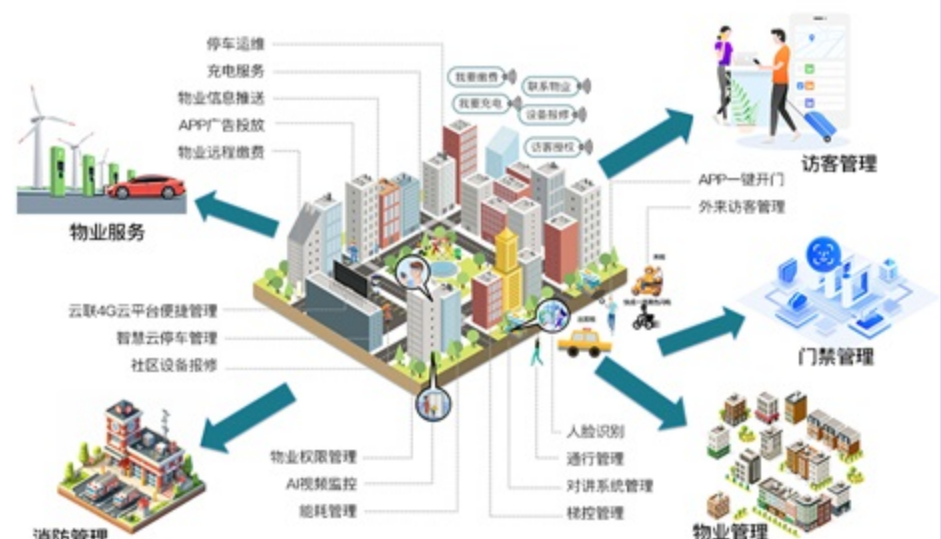 停车运维
充电服务
物业信息推送
APP广告投放
物业远程缴费
我要缴费
联系物业
我要充电
设备报修
访客授权
访客管理
APP一键开门
外来访客管理
物业服务
云联4G云平台便捷管理
智慧云停车管理
社区设备报修
门禁管理
人脸识别
通行管理
对讲系统管理
梯控管理
物业权限管理
AI视频监控
能耗管理
消防管理
物业管理